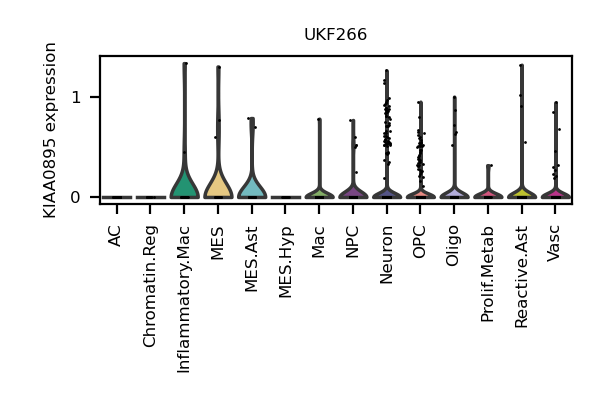 UKF266
KIAA0895 expression
1
0
AC
Chromatin.Reg
Inflammatory.Mac
MES
MES.Ast
MES.Hyp
Mac
NPC
Neuron
OPC
Oligo
Prolif.Metab
Reactive.Ast
Vasc